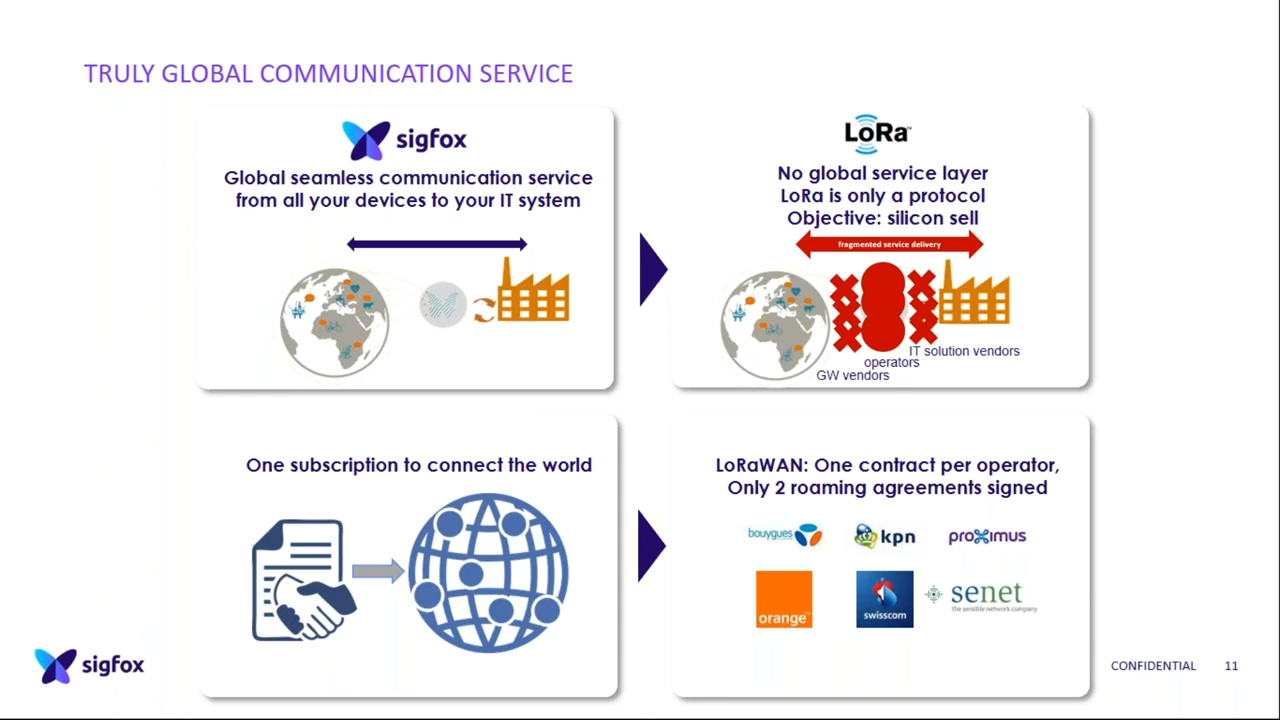 TRULY GLOBAL COMMUNICATION SERVICE
sigfox
Global seamless communication service
from all your devices to your IT system
LoRa™
No global service layer
LoRa is only a protocol
Objective: silicon sell
fragmented service delivery
IT solution vendors
operators
GW vendors
One subscription to connect the world
LoRaWAN: One contract per operator,
Only 2 roaming agreements signed
bouygues
kpn
proximus
orange™
swisscom
senet
the sensible network company
sigfox
CONFIDENTIAL
11